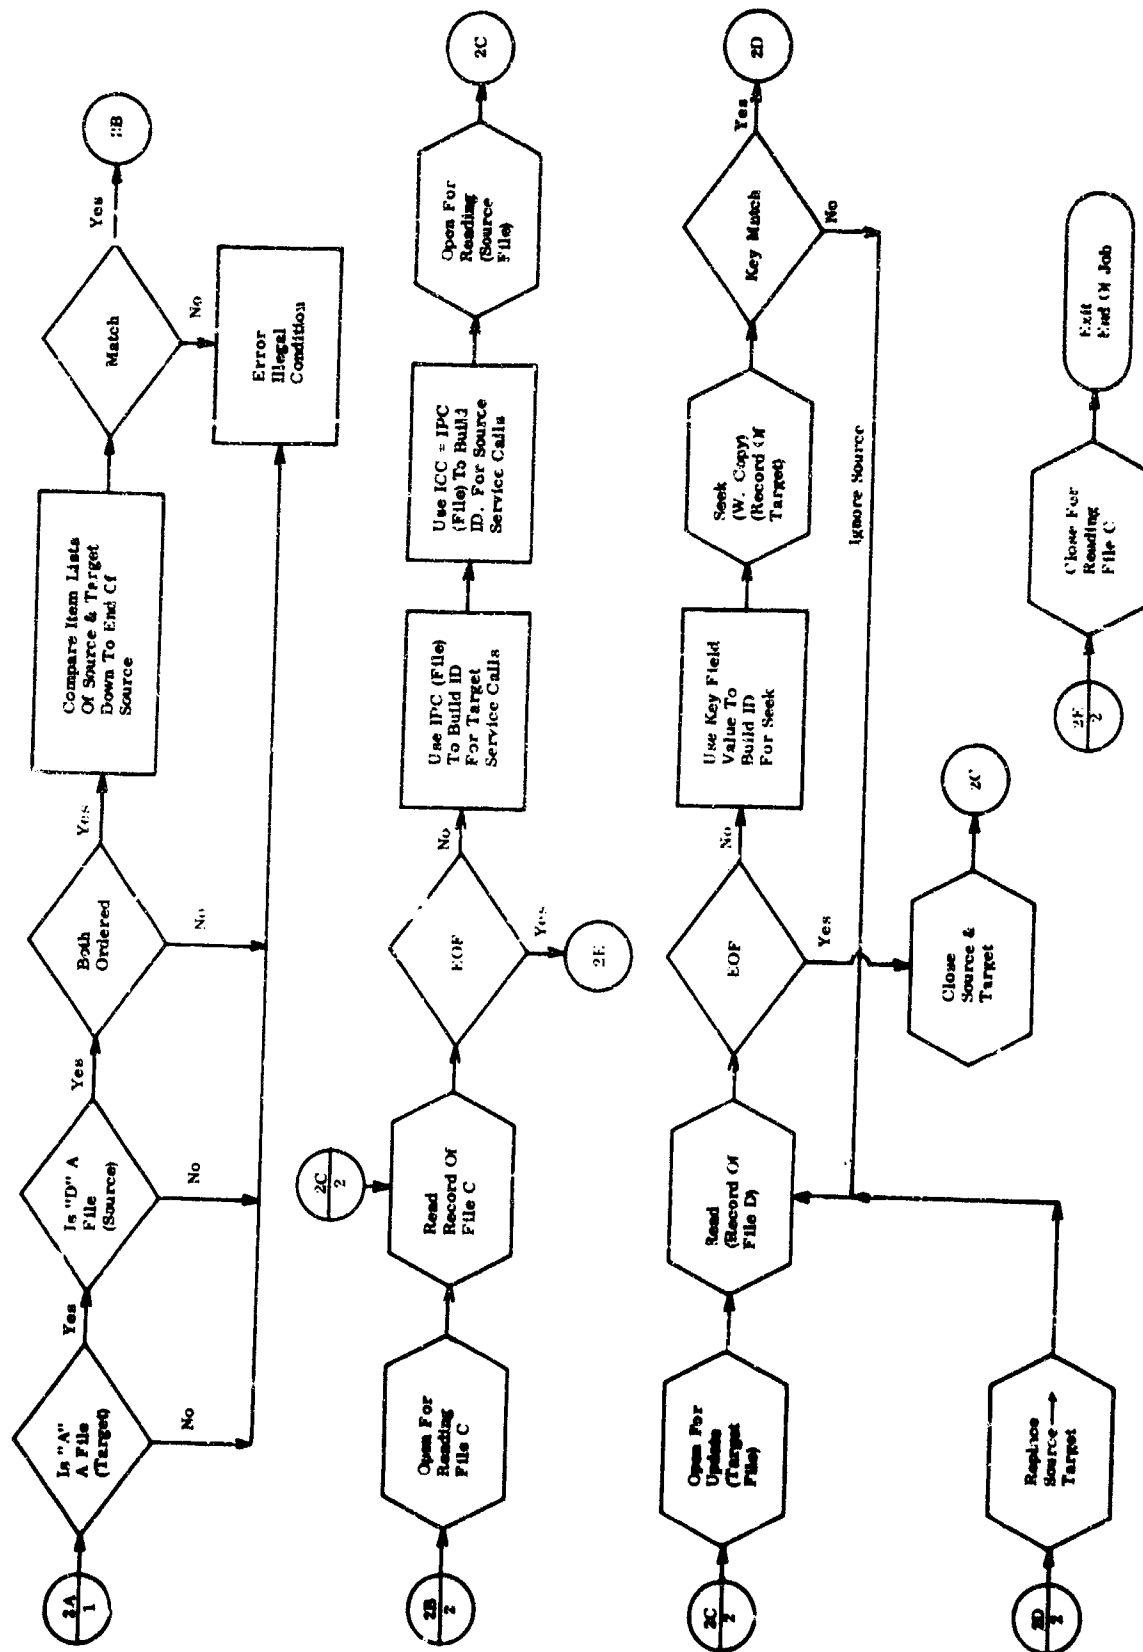 2A
1
Is "A"
A File
(Target)
Yes
No
Is "D" A
File
(Source)
Yes
No
Both
Ordered
Yes
No
Compare Item Lists
Of Source & Target
Down To End Of
Source
Match
Yes
No
2B
Error
Illegal
Condition
2B
2
Open For
Reading
File C
2C
2
Read
Record Of
File C
EOF
No
Yes
2E
Use IPC (File)
To Build ID
For Target
Service Calls
Use ICC = IPC
(File) To Build
ID. For Source
Service Calls
Open For
Reading
(Source
File)
2C
2C
2
Open For
Update
(Target
File)
Read
(Record Of
File D)
EOF
No
Yes
Use Key Field
Value To
Build ID
For Seek
Seek
(W. Copy)
(Record Of
Target)
Key Match
Yes
No
2D
Ignore Source
Close
Source &
Target
2C
2D
2
Replace
Source
Target
2
Close For
Reading
File C
Exit
End Of Job